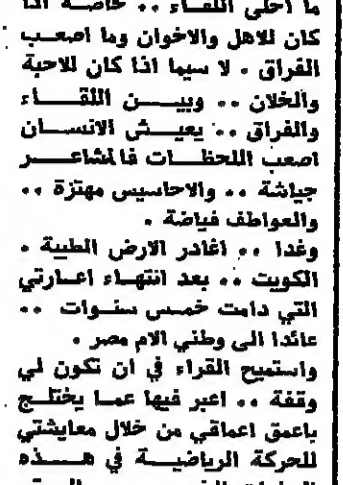 ما احلى اللقاء .. خاصة اذا
كان للاهل والاخوان وما اصعب
الفراق . لا سيما اذا كان للاحبة
والخلان .. وبين اللقاء
والفراق .. يعيش الانسان
اصعب اللحظات فالمشاعر
جياشة .. والاحاسيس مهتزة ..
والعواطف فياضة .
وغدا .. اغادر الارض الطيبة .
الكويت .. بعد انتهاء اعارتي
التي دامت خمس سنوات ..
عائدا الى وطني الام مصر .
واستميح القراء في ان تكون لي
وقفة .. اعبر فيها عما يختلج
باعمق اعماقي من خلال معايشتي
للحركة الرياضية في هذه